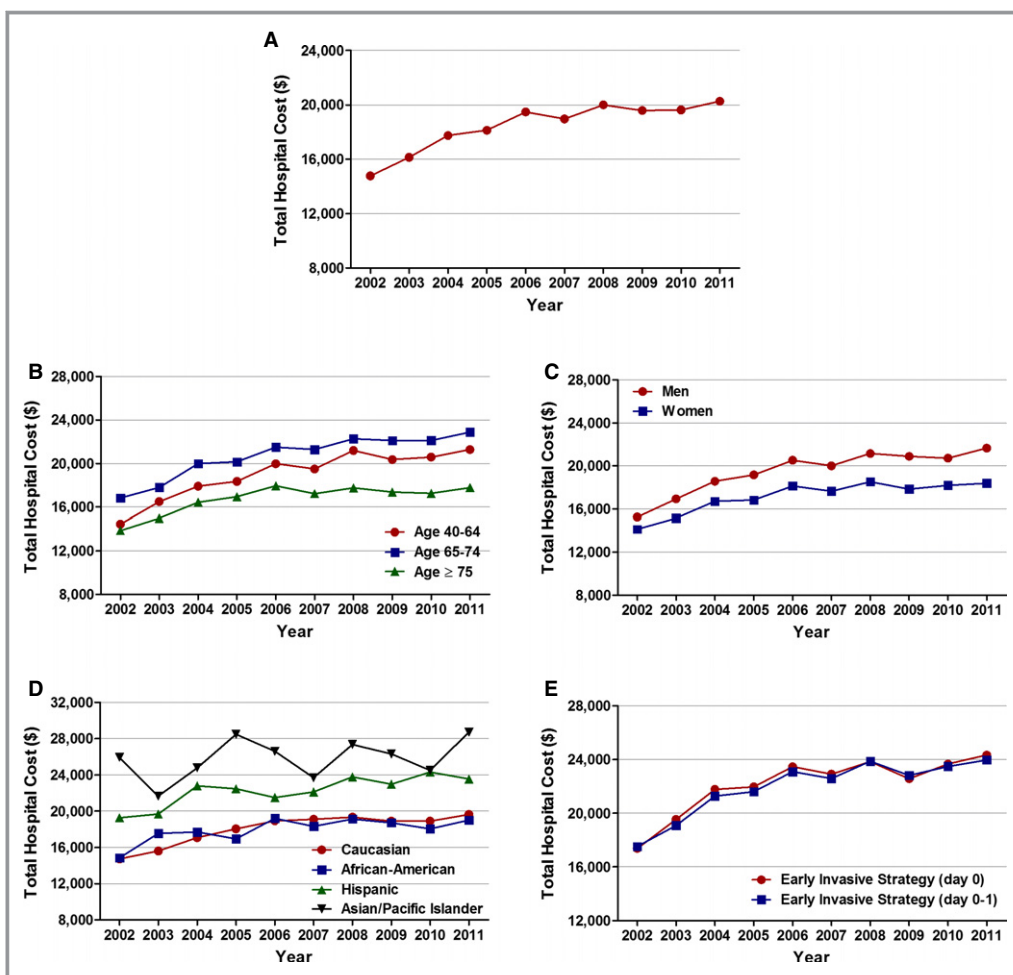 A
Total Hospital Cost ($)
24,000
20,000
16,000
12,000
8,000
2002 2003 2004 2005 2006 2007 2008 2009 2010 2011
Year
B
Total Hospital Cost ($)
28,000
24,000
20,000
16,000
12,000
8,000
Age 40-64
Age 65-74
Age ≥ 75
2002 2003 2004 2005 2006 2007 2008 2009 2010 2011
Year
C
Total Hospital Cost ($)
28,000
24,000
20,000
16,000
12,000
8,000
Men
Women
2002 2003 2004 2005 2006 2007 2008 2009 2010 2011
Year
D
Total Hospital Cost ($)
32,000
28,000
24,000
20,000
16,000
12,000
8,000
Caucasian
African-American
Hispanic
Asian/Pacific Islander
2002 2003 2004 2005 2006 2007 2008 2009 2010 2011
Year
E
Total Hospital Cost ($)
28,000
24,000
20,000
16,000
12,000
Early Invasive Strategy (day 0)
Early Invasive Strategy (day 0-1)
2002 2003 2004 2005 2006 2007 2008 2009 2010 2011
Year